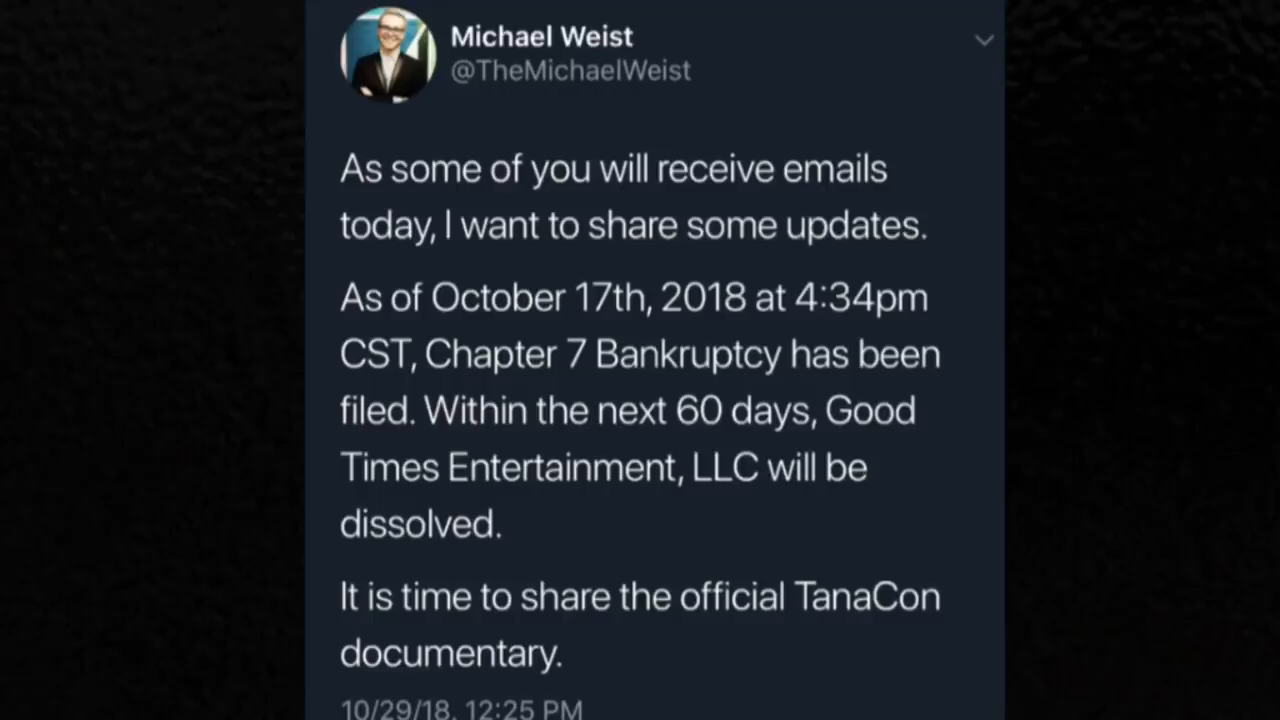 Michael Weist
@TheMichaelWeist
As some of you will receive emails
today, I want to share some updates.
As of October 17th, 2018 at 4:34pm
CST, Chapter 7 Bankruptcy has been
filed. Within the next 60 days, Good
Times Entertainment, LLC will be
dissolved.
It is time to share the official TanaCon
documentary.
10/29/18, 12:25 PM